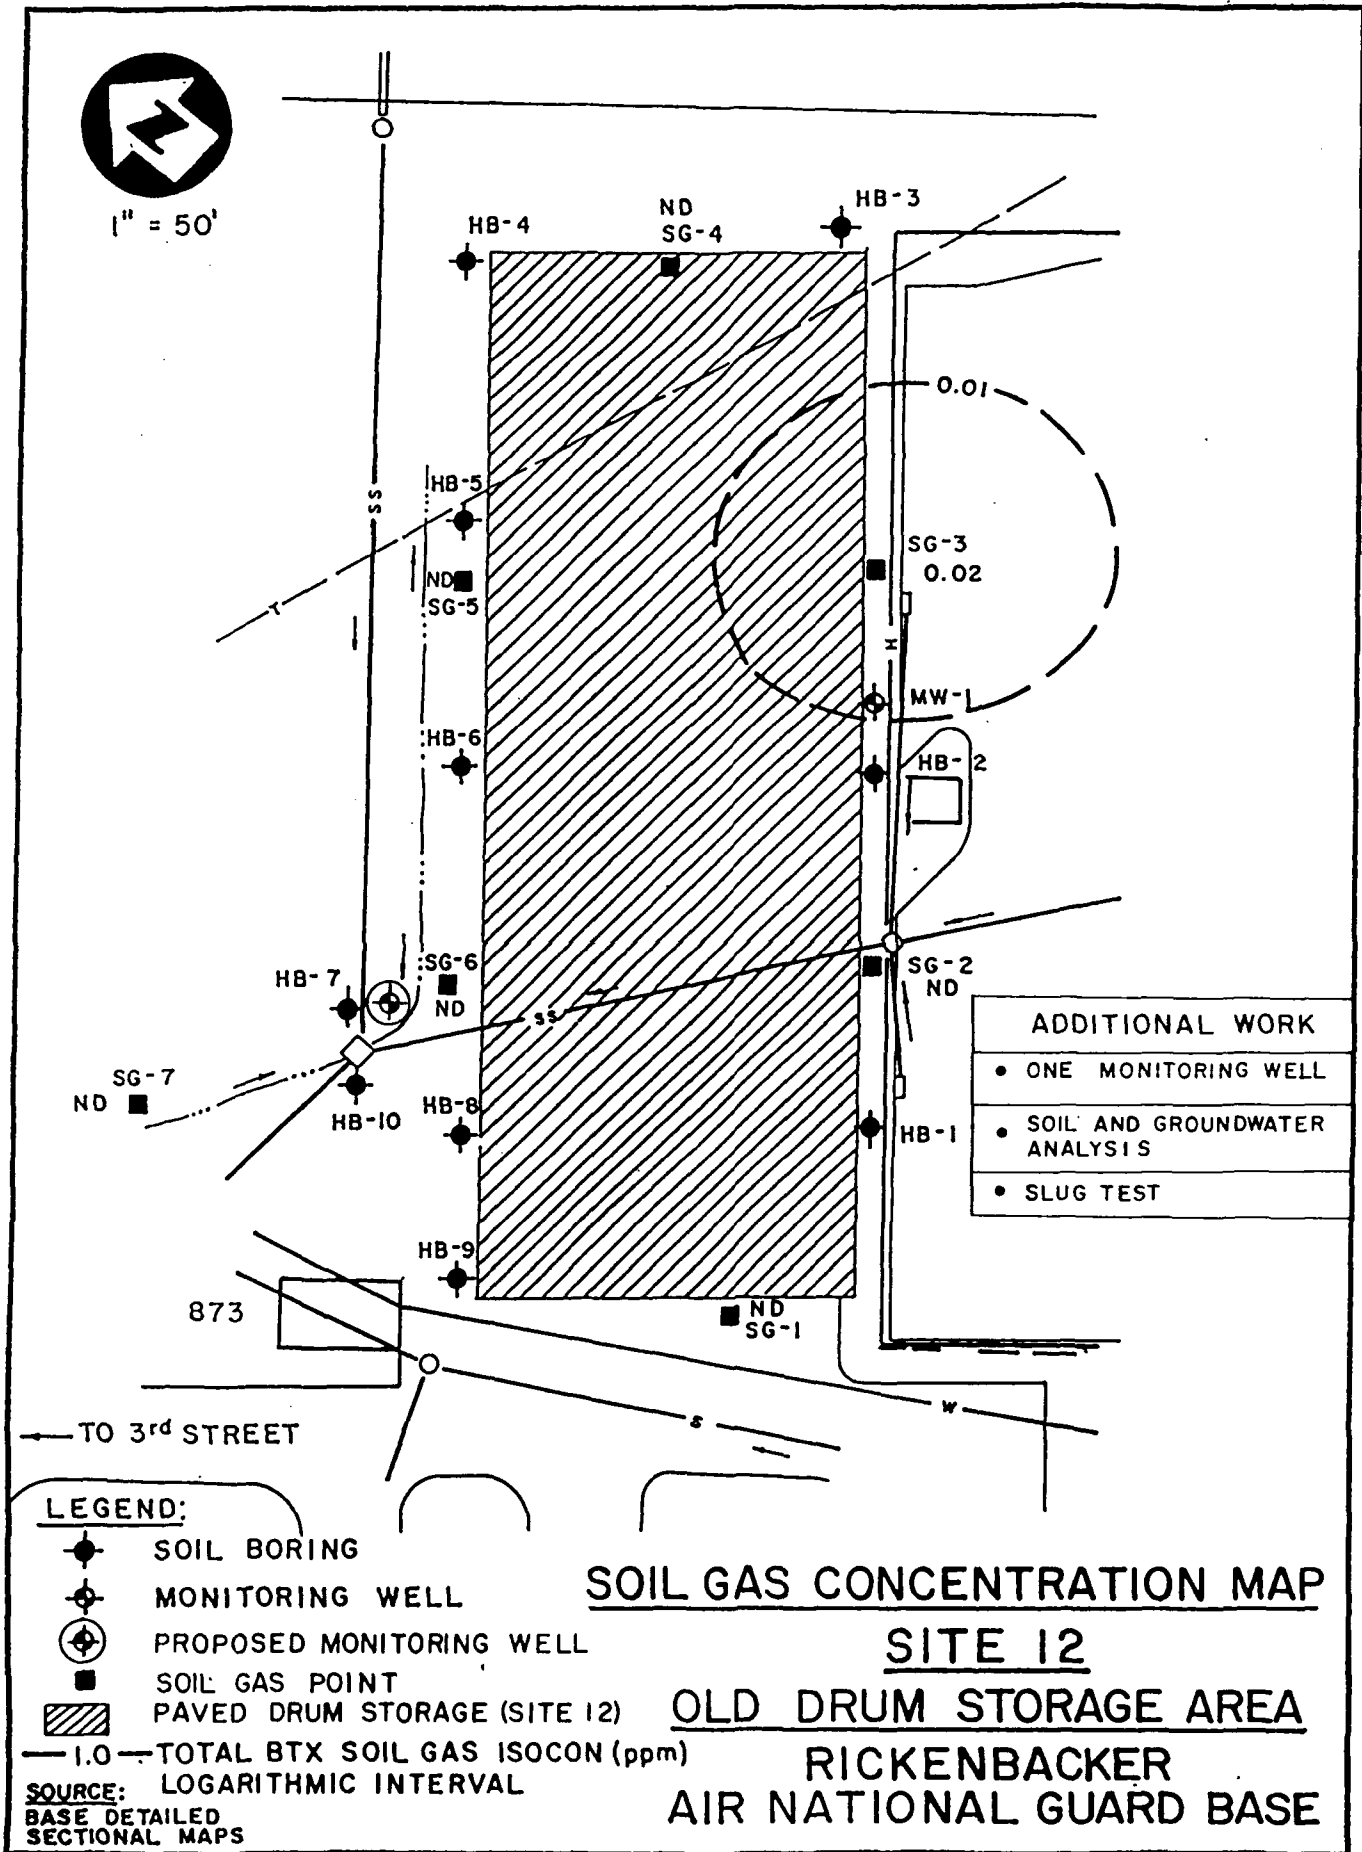 N
1" = 50'
HB-4
ND
SG-4
HB-3
0.01
SS
HB-5
ND
SG-5
T
SG-3
0.02
H
MW-1
HB-6
HB-2
HB-7
SG-6
ND
SS
SG-2
ND
SG-7
ND
HB-10
HB-8
HB-1
ADDITIONAL WORK
• ONE MONITORING WELL
• SOIL AND GROUNDWATER
ANALYSIS
• SLUG TEST
HB-9
873
ND
SG-1
S
W
TO 3rd STREET
LEGEND:
SOIL BORING
MONITORING WELL
PROPOSED MONITORING WELL
SOIL GAS POINT
PAVED DRUM STORAGE (SITE 12)
1.0 TOTAL BTX SOIL GAS ISOCON (ppm)
LOGARITHMIC INTERVAL
SOURCE:
BASE DETAILED
SECTIONAL MAPS
SOIL GAS CONCENTRATION MAP
SITE 12
OLD DRUM STORAGE AREA
RICKENBACKER
AIR NATIONAL GUARD BASE